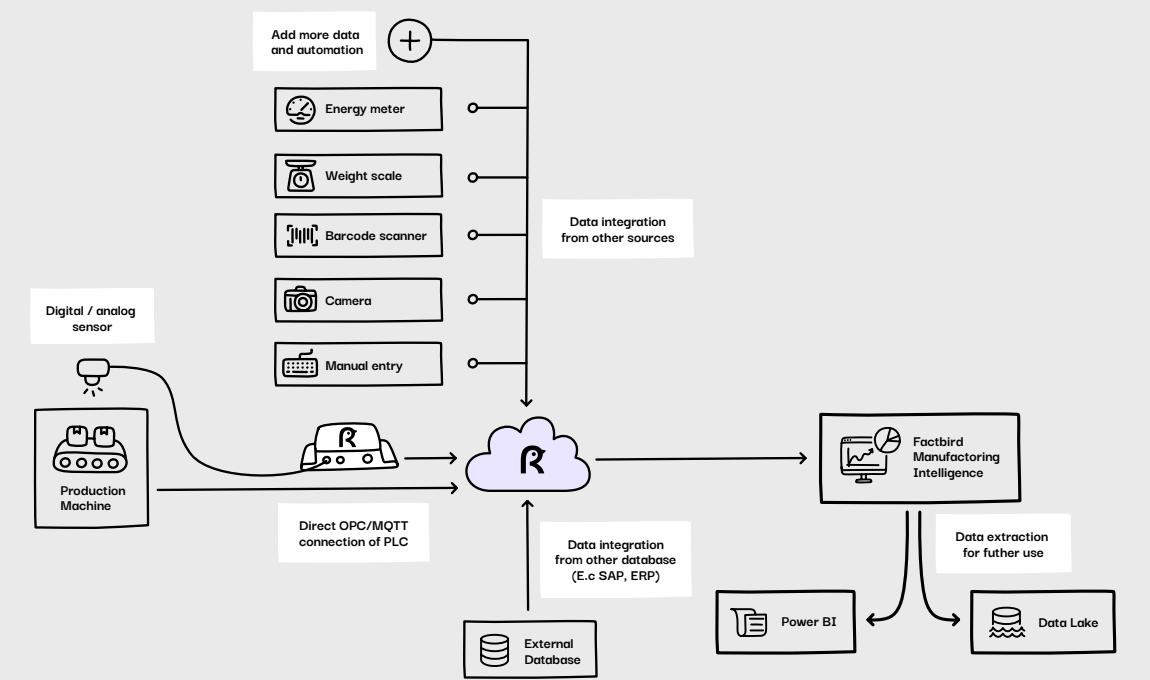 Add more data
and automation
Energy meter
Weight scale
Barcode scanner
Camera
Manual entry
Data integration
from other sources
Digital / analog
sensor
Production
Machine
Direct OPC/MQTT
connection of PLC
Data integration
from other database
(E.c SAP, ERP)
External
Database
Factbird
Manufactoring
Intelligence
Data extraction
for futher use
Power BI
Data Lake